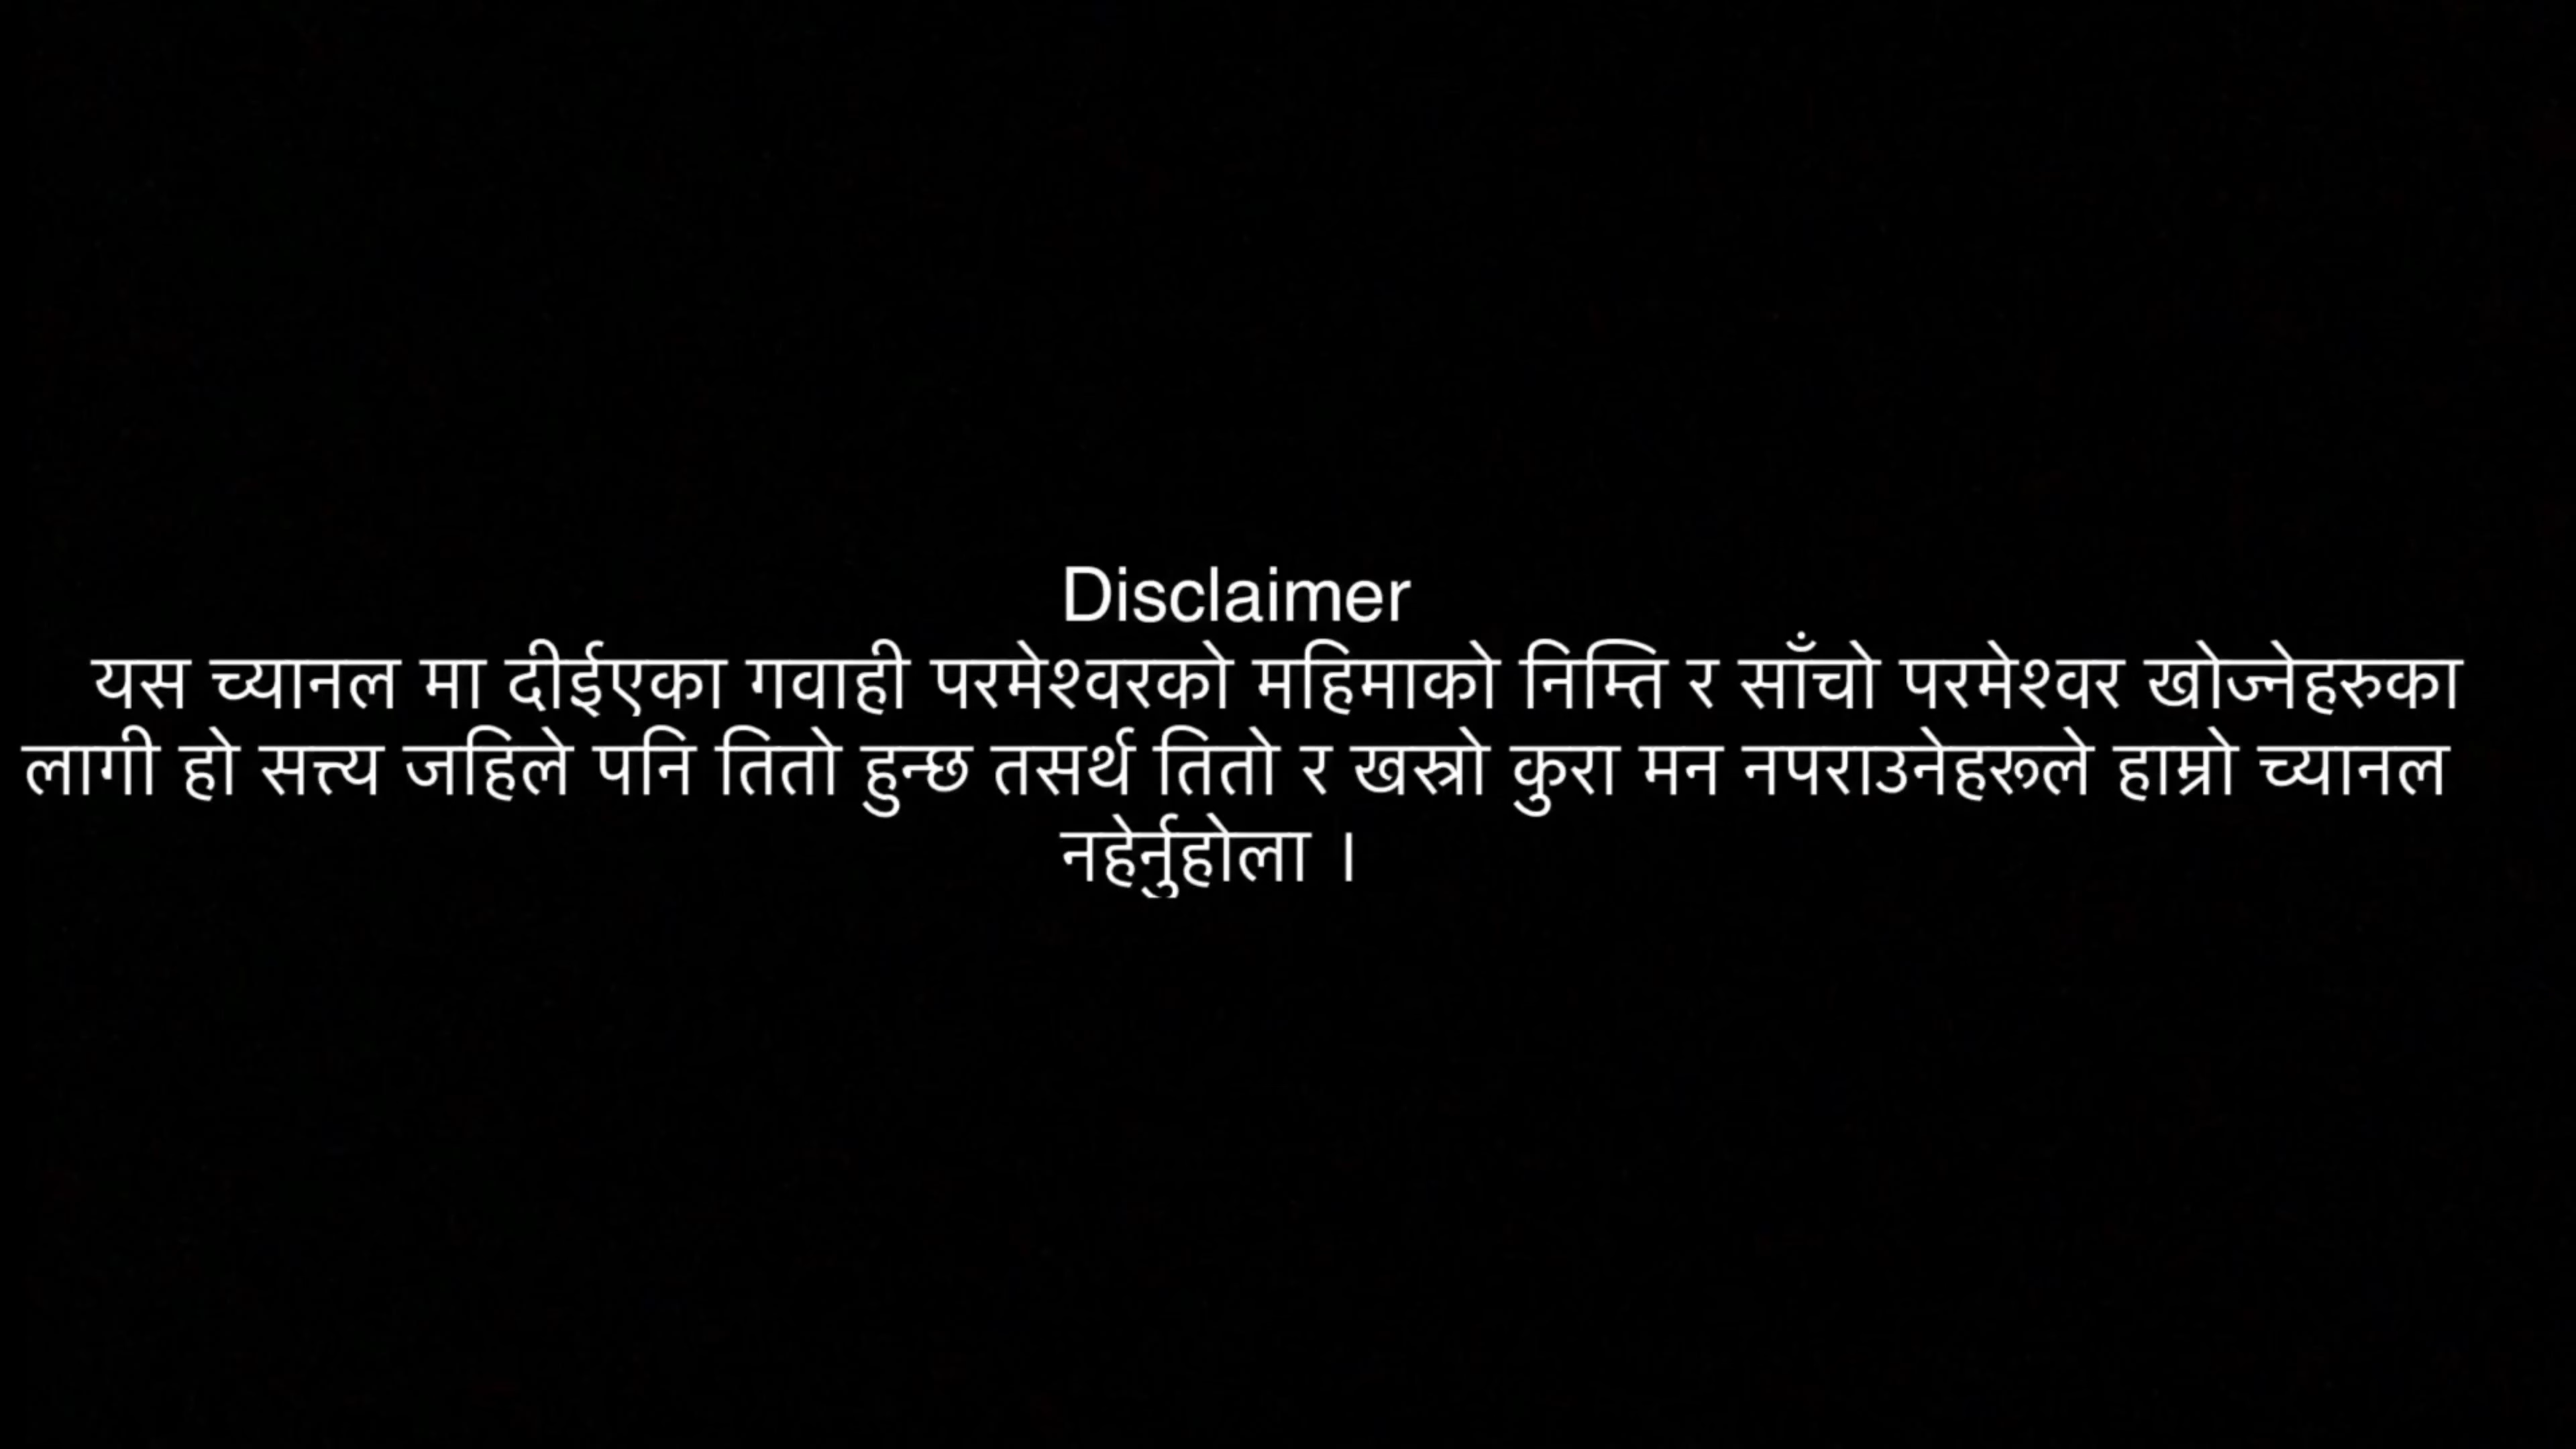 Disclaimer
यस च्यानल मा दीईएका गवाही परमेश्वरको महिमाको निम्ति र साँचो परमेश्वर खोज्नेहरुका
लागी हो सत्त्य जहिले पनि तितो हुन्छ तसर्थ तितो र खस्रो कुरा मन नपराउनेहरूले हाम्रो च्यानल
नहेर्नुहोला ।